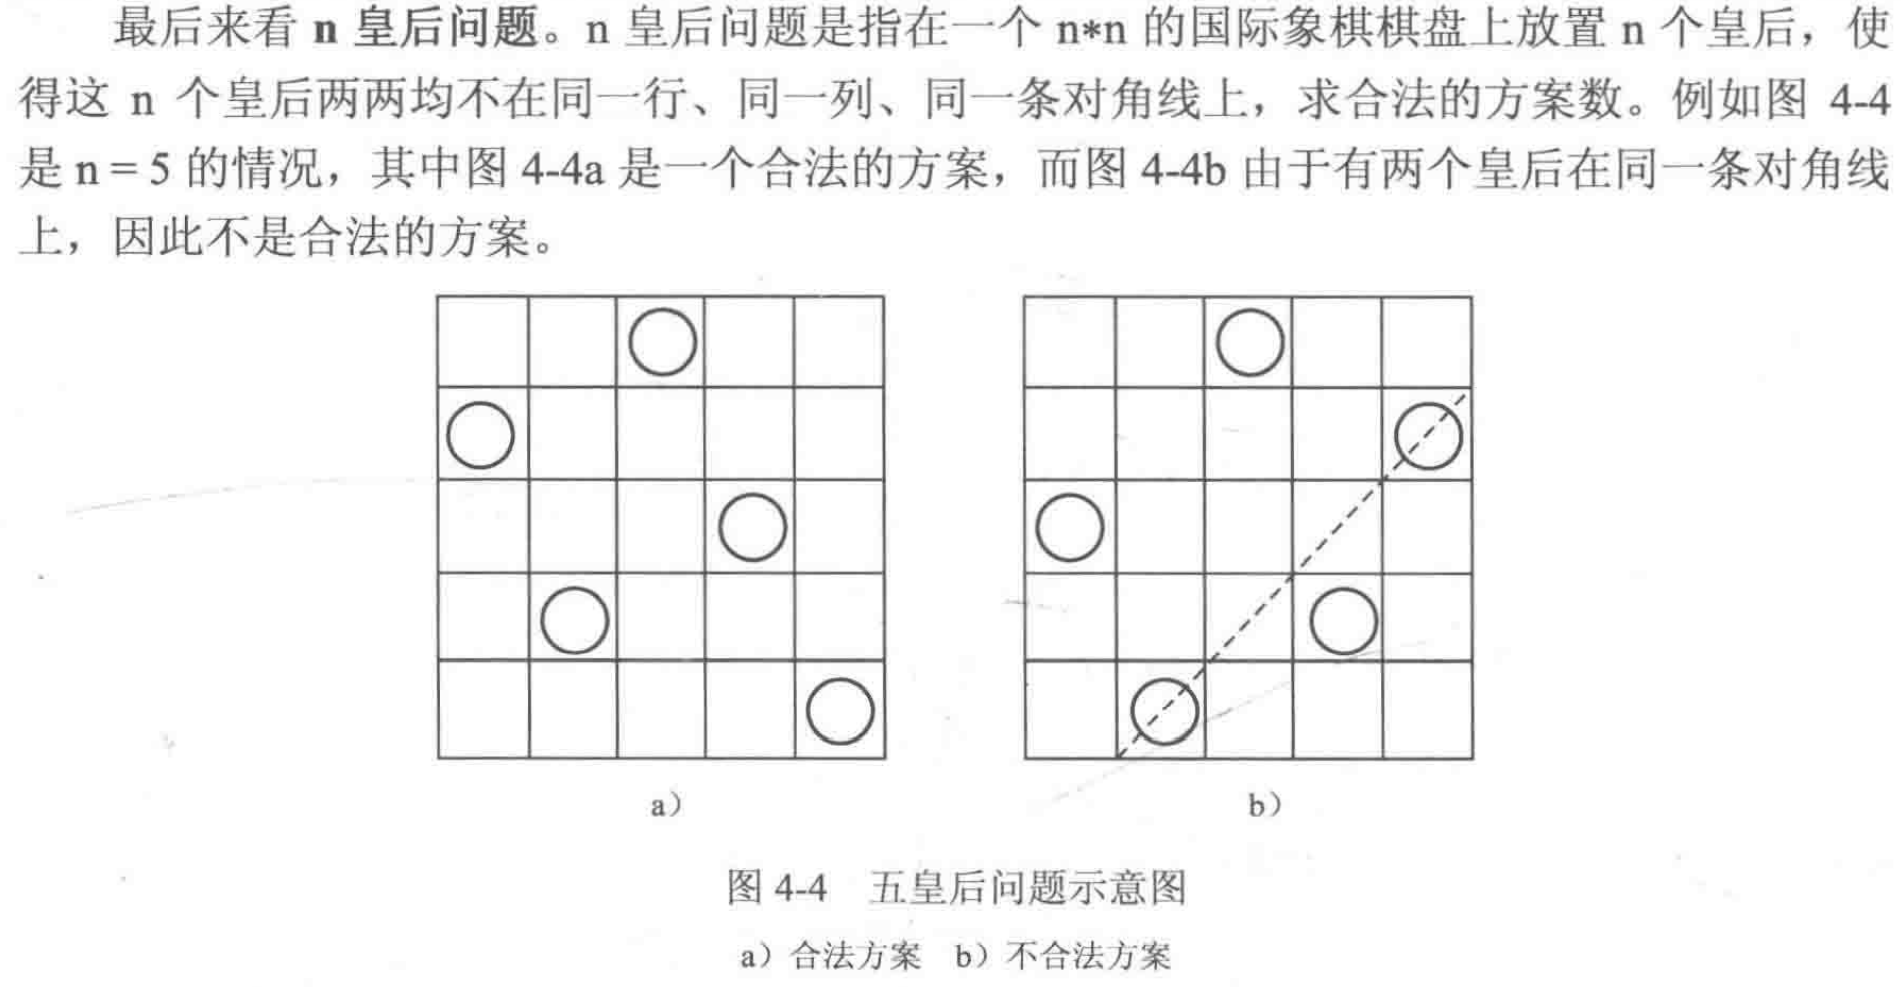 最后来看 n 皇后问题。n 皇后问题是指在一个 n*n 的国际象棋棋盘上放置 n 个皇后，使
得这 n 个皇后两两均不在同一行、同一列、同一条对角线上，求合法的方案数。例如图 4-4
是 n = 5 的情况，其中图 4-4a 是一个合法的方案，而图 4-4b 由于有两个皇后在同一条对角线
上，因此不是合法的方案。
a）
b）
图 4-4 五皇后问题示意图
a）合法方案 b）不合法方案